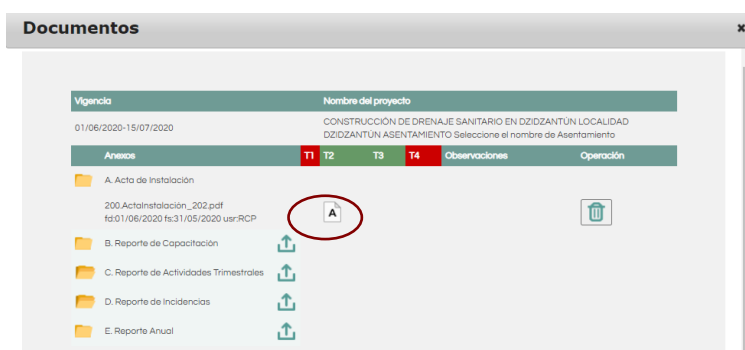 Documentos
×
Vigencia Nombre del proyecto
01/06/2020-15/07/2020 CONSTRUCCIÓN DE DRENAJE SANITARIO EN DZIDZANTÚN LOCALIDAD
DZIDZANTÚN ASENTAMIENTO Seleccione el nombre de Asentamiento
Anexos T1 T2 T3 T4 Observaciones Operación
A. Acta de Instalación
200.ActaInstalación_202.pdf
fd:01/06/2020 fs:31/05/2020 usr:RCP
A
B. Reporte de Capacitación
C. Reporte de Actividades Trimestrales
D. Reporte de Incidencias
E. Reporte Anual